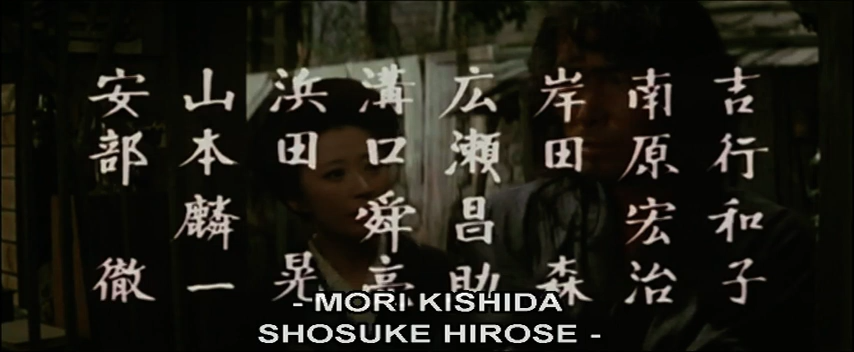 吉行和子
南原宏治
岸田森
広瀬昌助
溝口舜亮
浜田晃
山本麟一
安部徹
- MORI KISHIDA
SHOSUKE HIROSE -